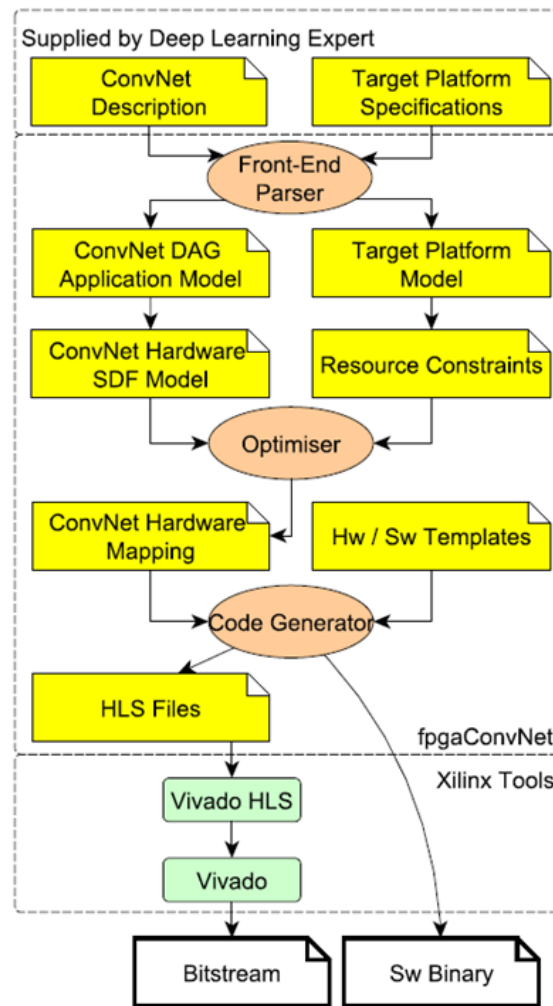 Supplied by Deep Learning Expert
ConvNet
Description
Target Platform
Specifications
Front-End
Parser
ConvNet DAG
Application Model
Target Platform
Model
ConvNet Hardware
SDF Model
Resource Constraints
Optimiser
ConvNet Hardware
Mapping
Hw / Sw Templates
Code Generator
HLS Files
fpgaConvNet
Xilinx Tools
Vivado HLS
Vivado
Bitstream
Sw Binary